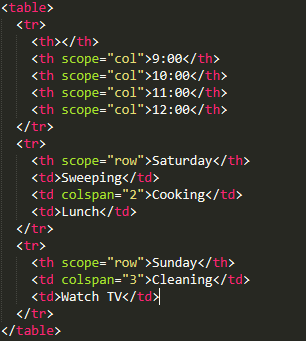 <table>
<tr>
<th></th>
<th scope="col">9:00</th>
<th scope="col">10:00</th>
<th scope="col">11:00</th>
<th scope="col">12:00</th>
</tr>
<tr>
<th scope="row">Saturday</th>
<td>Sweeping</td>
<td colspan="2">Cooking</td>
<td>Lunch</td>
</tr>
<tr>
<th scope="row">Sunday</th>
<td colspan="3">Cleaning</td>
<td>Watch TV</td>
</tr>
</table>